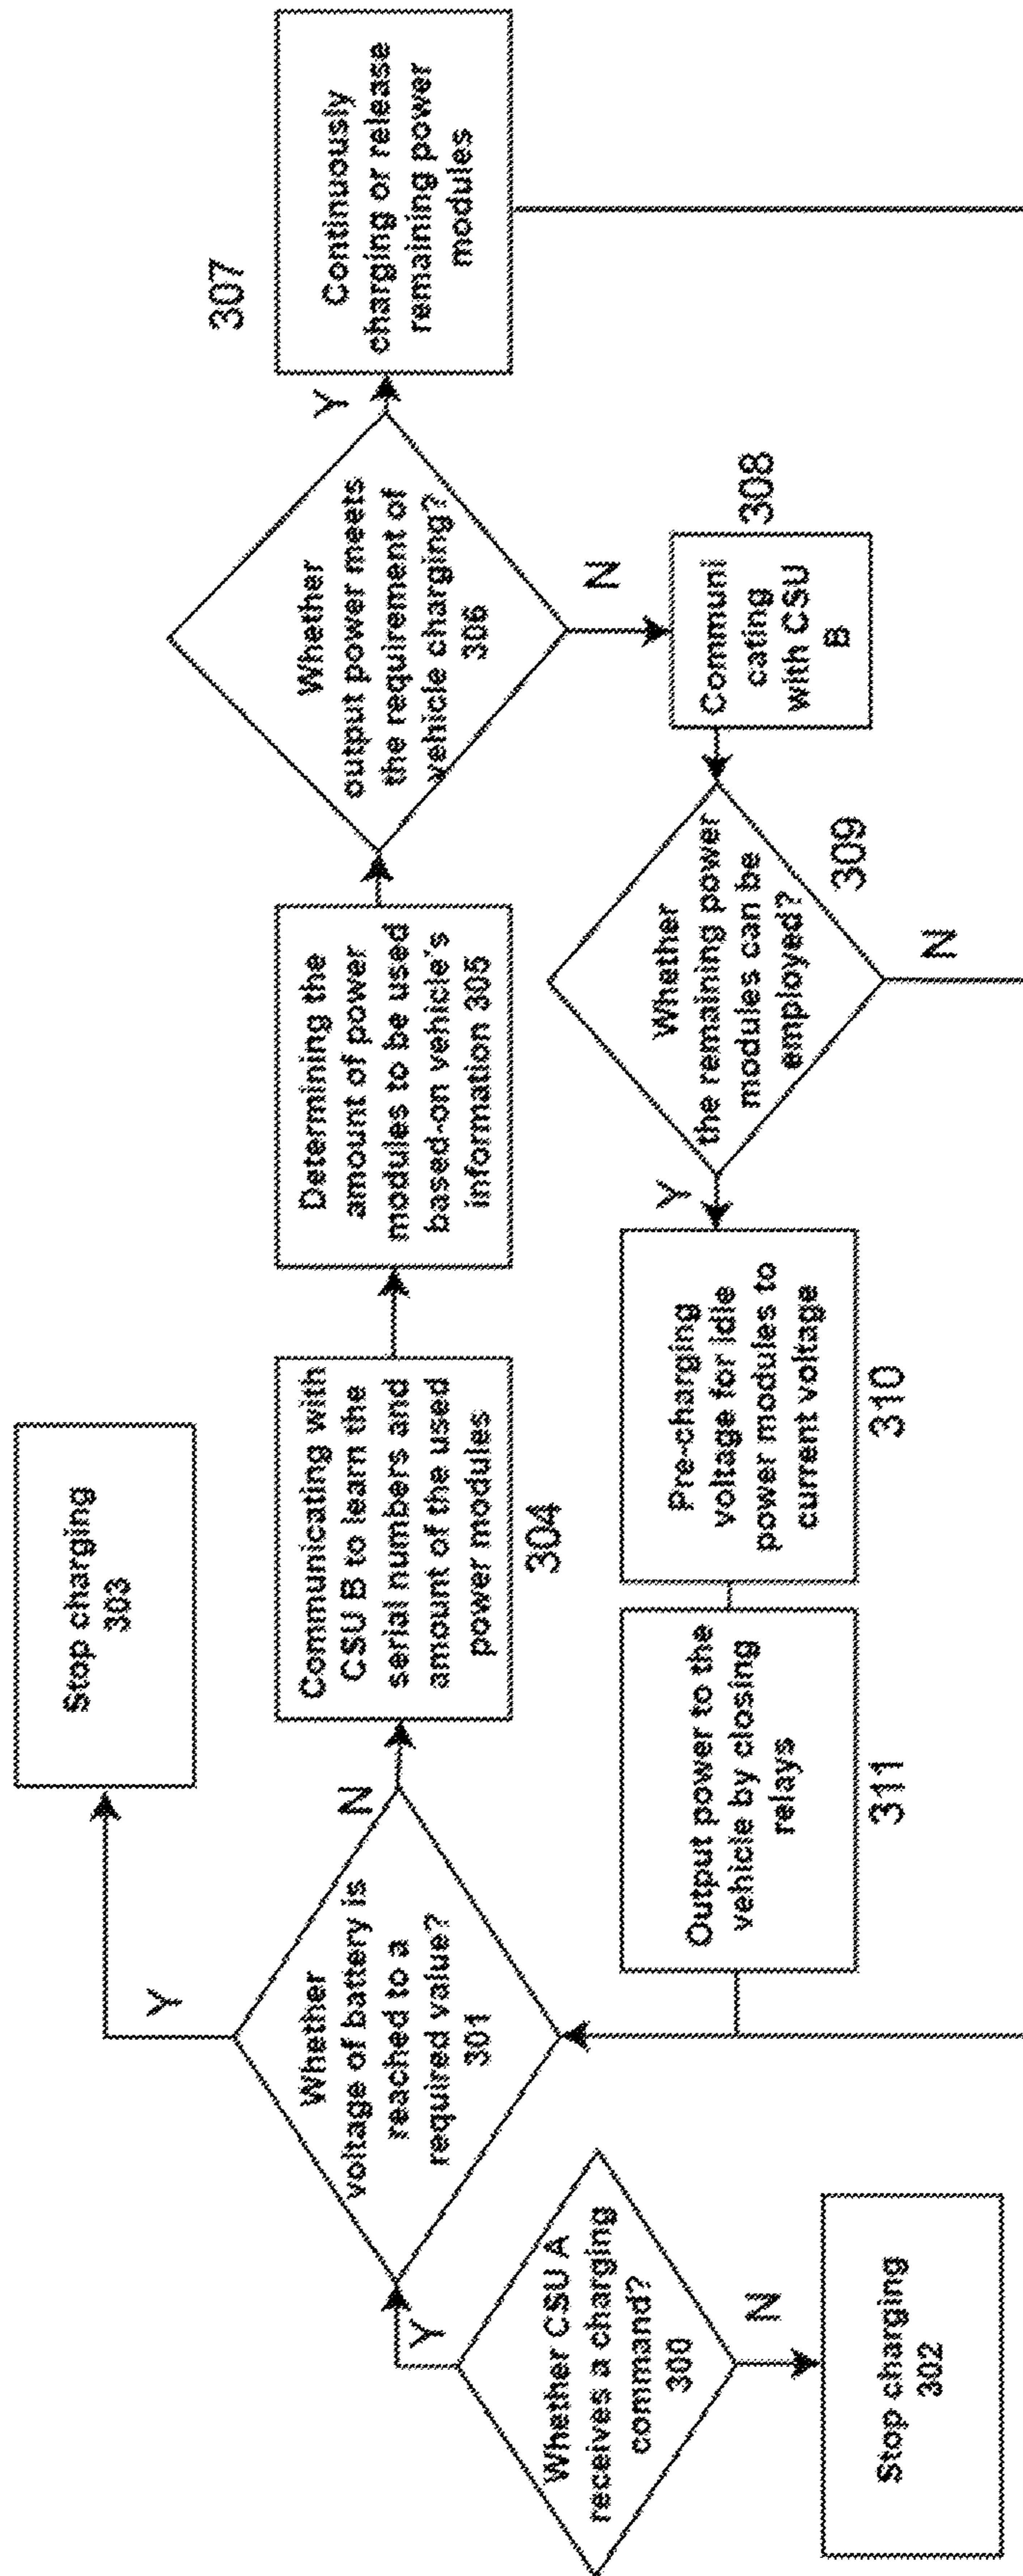 Whether CSU A
receives a charging
command?
300
Y
N
Stop charging
302
Whether
voltage of battery is
reached to a
required value?
301
Y
N
Stop charging
303
Communicating with
CSU B to learn the
serial numbers and
amount of the used
power modules
304
Determining the
amount of power
modules to be used
based-on vehicle's
information 305
Whether
output power meets
the requirement of
vehicle charging?
306
Y
N
307
Continuously
charging or release
remaining power
modules
Communi
cating
with CSU
B
308
Whether
the remaining power
modules can be
employed?
309
Y
N
Pre-charging
voltage for idle
power modules to
current voltage
310
Output power to the
vehicle by closing
relays
311